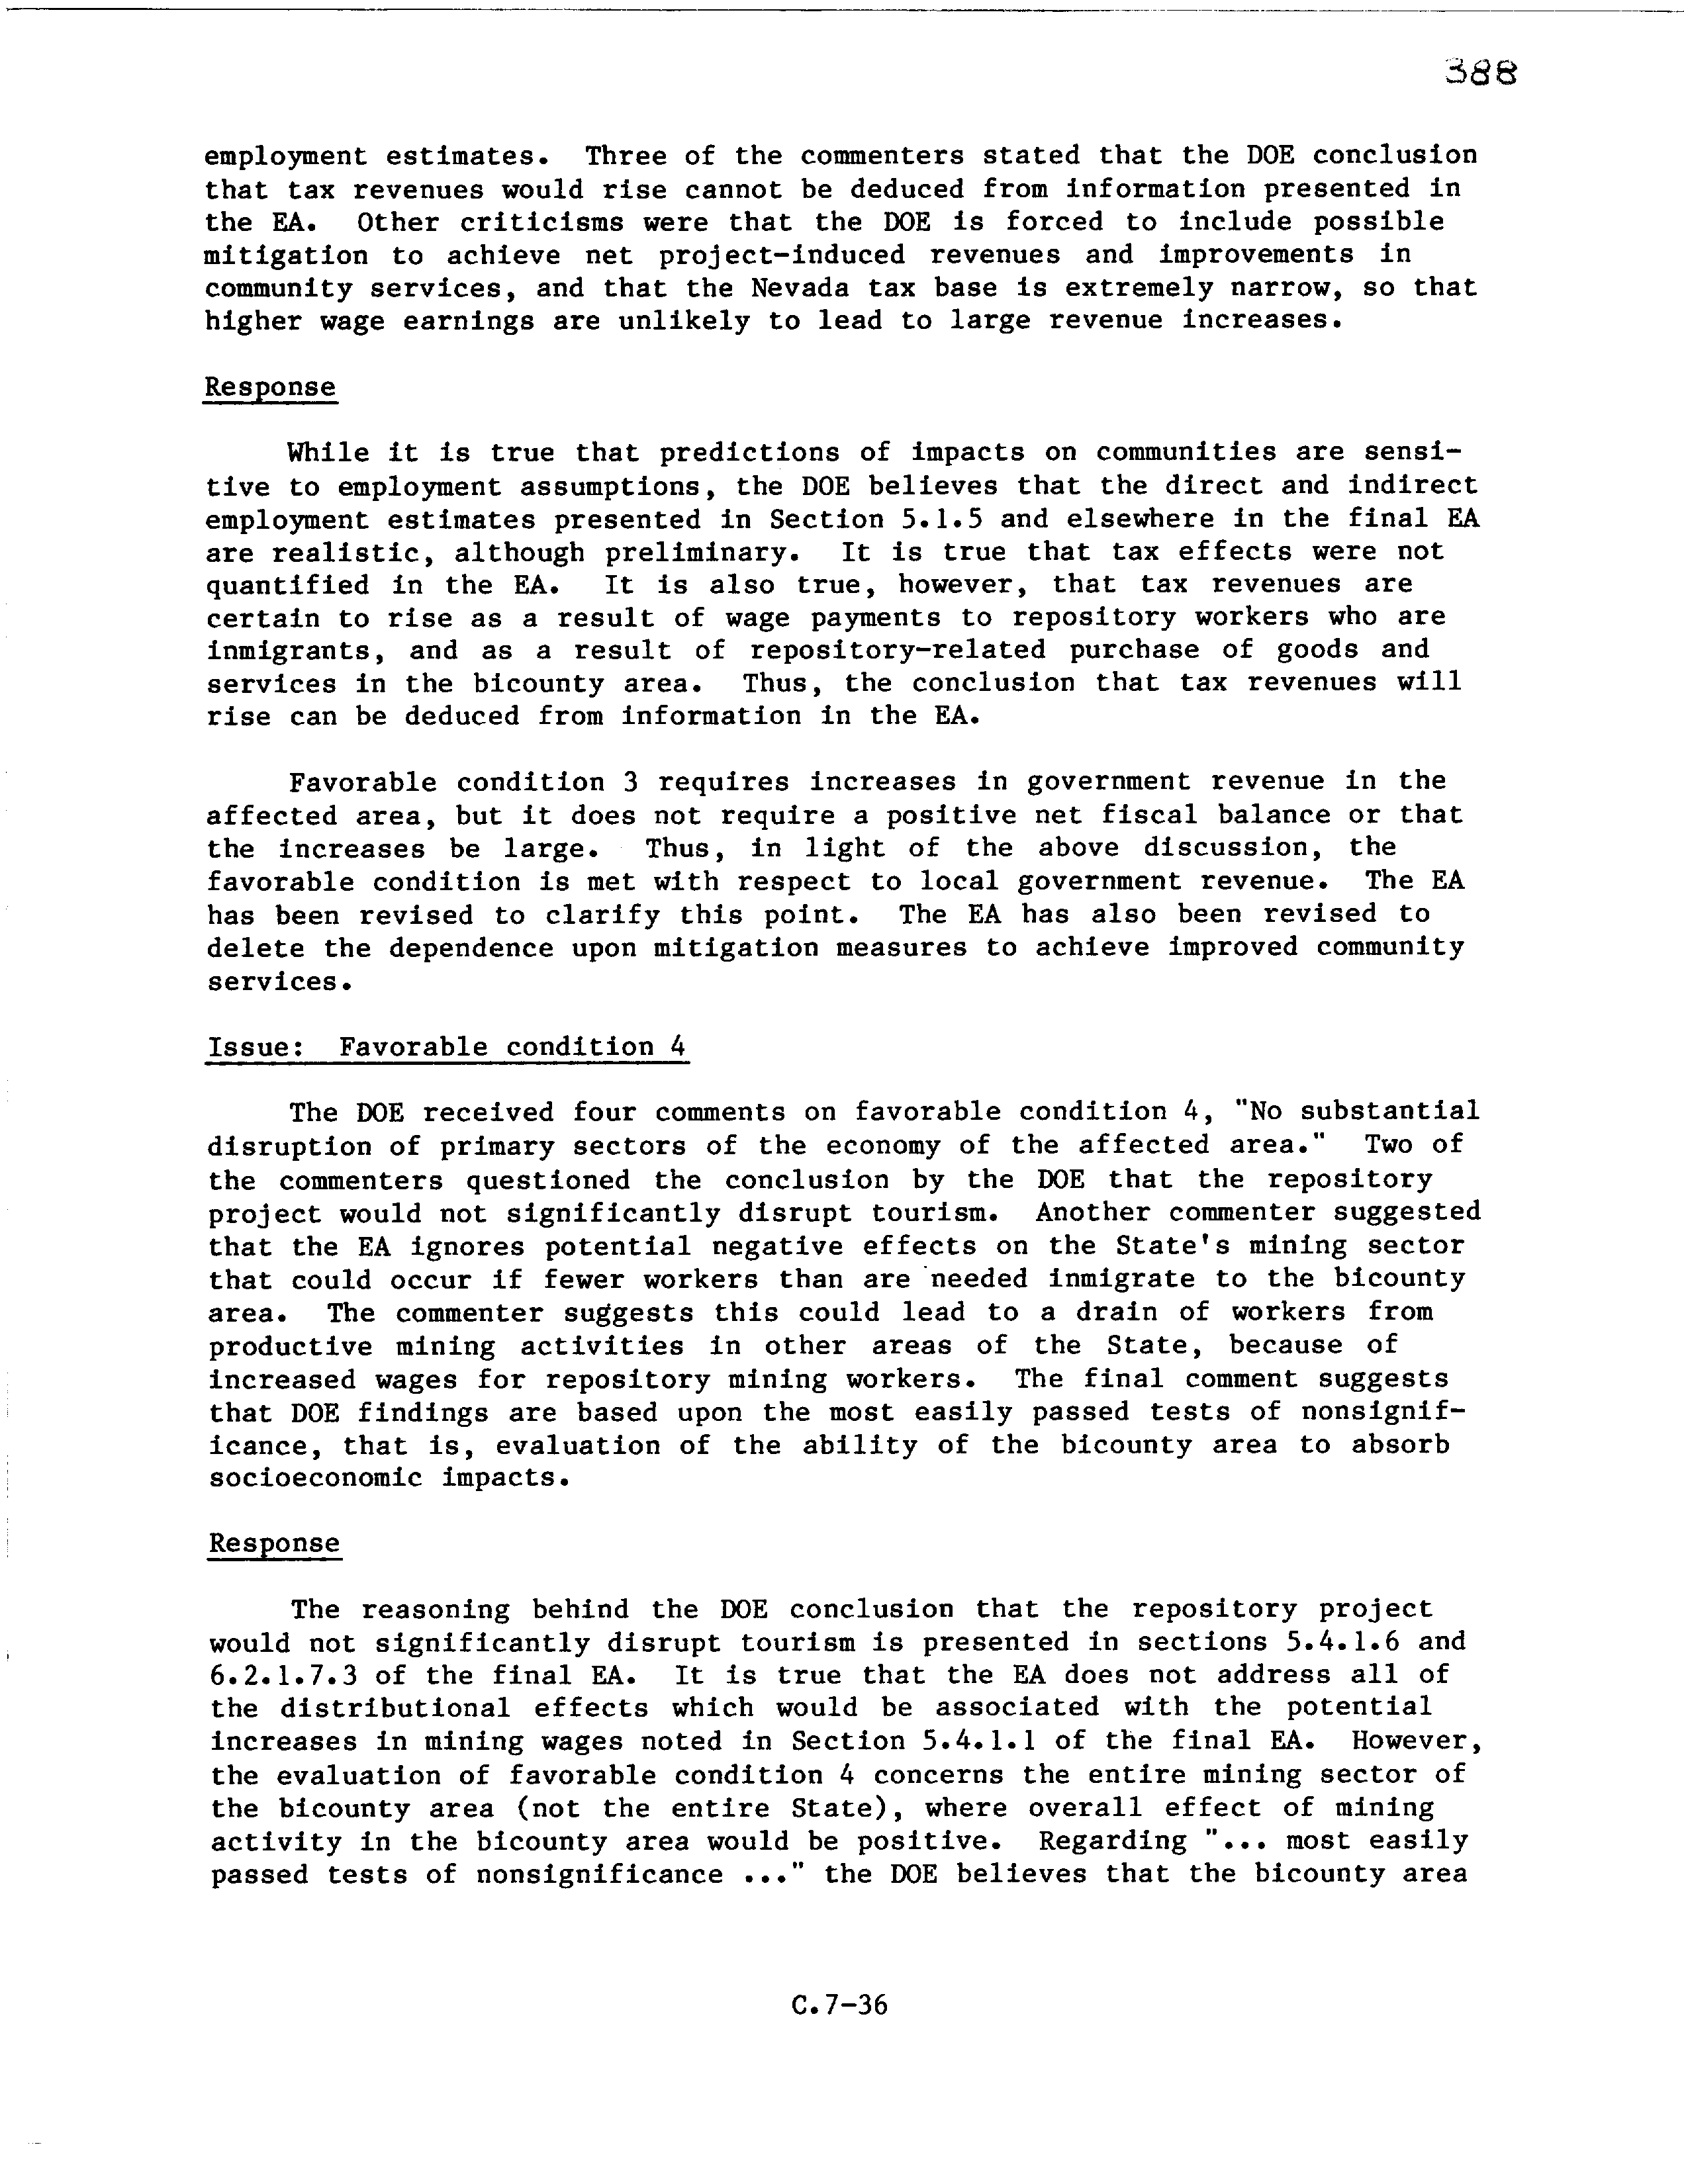 388
employment estimates. Three of the commenters stated that the DOE conclusion
that tax revenues would rise cannot be deduced from information presented in
the EA. Other criticisms were that the DOE is forced to include possible
mitigation to achieve net project-induced revenues and improvements in
community services, and that the Nevada tax base is extremely narrow, so that
higher wage earnings are unlikely to lead to large revenue increases.
Response
While it is true that predictions of impacts on communities are sensi-
tive to employment assumptions, the DOE believes that the direct and indirect
employment estimates presented in Section 5.1.5 and elsewhere in the final EA
are realistic, although preliminary. It is true that tax effects were not
quantified in the EA. It is also true, however, that tax revenues are
certain to rise as a result of wage payments to repository workers who are
inmigrants, and as a result of repository-related purchase of goods and
services in the bicounty area. Thus, the conclusion that tax revenues will
rise can be deduced from information in the EA.
Favorable condition 3 requires increases in government revenue in the
affected area, but it does not require a positive net fiscal balance or that
the increases be large. Thus, in light of the above discussion, the
favorable condition is met with respect to local government revenue. The EA
has been revised to clarify this point. The EA has also been revised to
delete the dependence upon mitigation measures to achieve improved community
services.
Issue: Favorable condition 4
The DOE received four comments on favorable condition 4, "No substantial
disruption of primary sectors of the economy of the affected area." Two of
the commenters questioned the conclusion by the DOE that the repository
project would not significantly disrupt tourism. Another commenter suggested
that the EA ignores potential negative effects on the State's mining sector
that could occur if fewer workers than are needed inmigrate to the bicounty
area. The commenter suggests this could lead to a drain of workers from
productive mining activities in other areas of the State, because of
increased wages for repository mining workers. The final comment suggests
that DOE findings are based upon the most easily passed tests of nonsignif-
icance, that is, evaluation of the ability of the bicounty area to absorb
socioeconomic impacts.
Response
The reasoning behind the DOE conclusion that the repository project
would not significantly disrupt tourism is presented in sections 5.4.1.6 and
6.2.1.7.3 of the final EA. It is true that the EA does not address all of
the distributional effects which would be associated with the potential
increases in mining wages noted in Section 5.4.1.1 of the final EA. However,
the evaluation of favorable condition 4 concerns the entire mining sector of
the bicounty area (not the entire State), where overall effect of mining
activity in the bicounty area would be positive. Regarding "... most easily
passed tests of nonsignificance ..." the DOE believes that the bicounty area
C.7-36